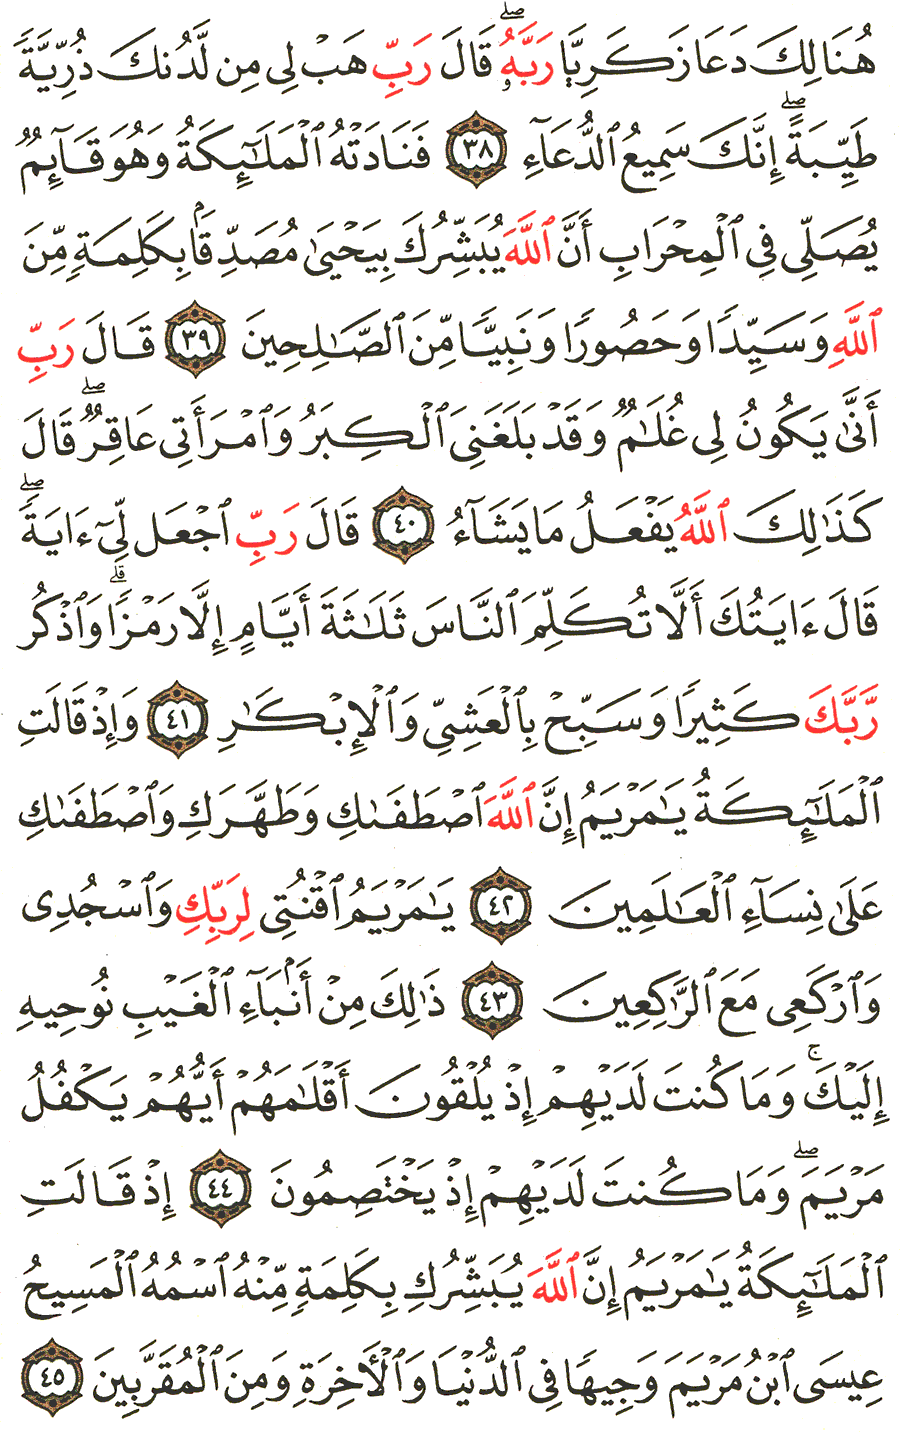 هُنَالِكَ دَعَا زَكَرِيَّا رَبَّهُۥۖ قَالَ رَبِّ هَبْ لِى مِن لَّدُنكَ ذُرِّيَّةً
طَيِّبَةًۖ إِنَّكَ سَمِيعُ ٱلدُّعَآءِ ٣٨ فَنَادَتْهُ ٱلْمَلَـٰٓئِكَةُ وَهُوَ قَآئِمٌ
يُصَلِّى فِى ٱلْمِحْرَابِ أَنَّ ٱللَّهَ يُبَشِّرُكَ بِيَحْيَىٰ مُصَدِّقًۢا بِكَلِمَةٍ مِّنَ
ٱللَّهِ وَسَيِّدًا وَحَصُورًا وَنَبِيًّا مِّنَ ٱلصَّـٰلِحِينَ ٣٩ قَالَ رَبِّ
أَنَّىٰ يَكُونُ لِى غُلَـٰمٌ وَقَدْ بَلَغَنِىَ ٱلْكِبَرُ وَٱمْرَأَتِى عَاقِرٌۖ قَالَ
كَذَٰلِكَ ٱللَّهُ يَفْعَلُ مَا يَشَآءُ ٤٠ قَالَ رَبِّ ٱجْعَل لِّىٓ ءَايَةًۖ
قَالَ ءَايَتُكَ أَلَّا تُكَلِّمَ ٱلنَّاسَ ثَلَـٰثَةَ أَيَّامٍ إِلَّا رَمْزًاۗ وَٱذْكُر
رَّبَّكَ كَثِيرًا وَسَبِّحْ بِٱلْعَشِىِّ وَٱلْإِبْكَـٰرِ ٤١ وَإِذْ قَالَتِ
ٱلْمَلَـٰٓئِكَةُ يَـٰمَرْيَمُ إِنَّ ٱللَّهَ ٱصْطَفَىٰكِ وَطَهَّرَكِ وَٱصْطَفَىٰكِ
عَلَىٰ نِسَآءِ ٱلْعَـٰلَمِينَ ٤٢ يَـٰمَرْيَمُ ٱقْنُتِى لِرَبِّكِ وَٱسْجُدِى
وَٱرْكَعِى مَعَ ٱلرَّٰكِعِينَ ٤٣ ذَٰلِكَ مِنْ أَنۢبَآءِ ٱلْغَيْبِ نُوحِيهِ
إِلَيْكَۚ وَمَا كُنتَ لَدَيْهِمْ إِذْ يُلْقُونَ أَقْلَـٰمَهُمْ أَيُّهُمْ يَكْفُلُ
مَرْيَمَۖ وَمَا كُنتَ لَدَيْهِمْ إِذْ يَخْتَصِمُونَ ٤٤ إِذْ قَالَتِ
ٱلْمَلَـٰٓئِكَةُ يَـٰمَرْيَمُ إِنَّ ٱللَّهَ يُبَشِّرُكِ بِكَلِمَةٍ مِّنْهُ ٱسْمُهُ ٱلْمَسِيحُ
عِيسَى ٱبْنُ مَرْيَمَ وَجِيهًا فِى ٱلدُّنْيَا وَٱلْـَٔاخِرَةِ وَمِنَ ٱلْمُقَرَّبِينَ ٤٥